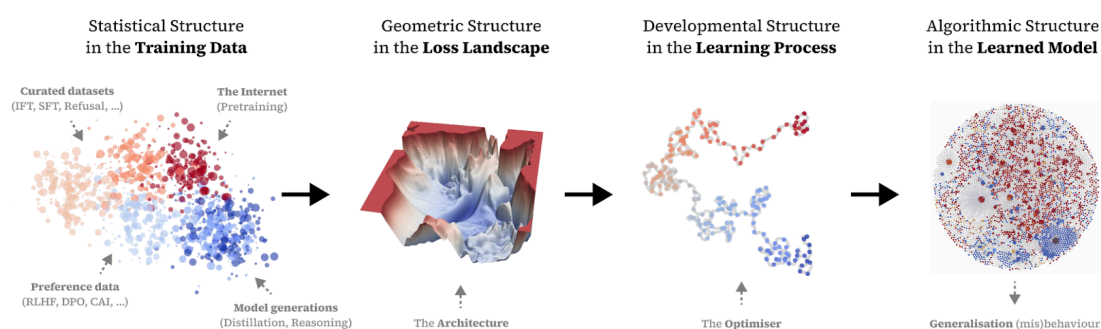 Statistical Structure
in the Training Data
Geometric Structure
in the Loss Landscape
Developmental Structure
in the Learning Process
Algorithmic Structure
in the Learned Model
Curated datasets
(IFT, SFT, Refusal, ...)
The Internet
(Pretraining)
Preference data
(RLHF, DPO, CAI, ...)
Model generations
(Distillation, Reasoning)
The Architecture
The Optimiser
Generalisation (mis)behaviour